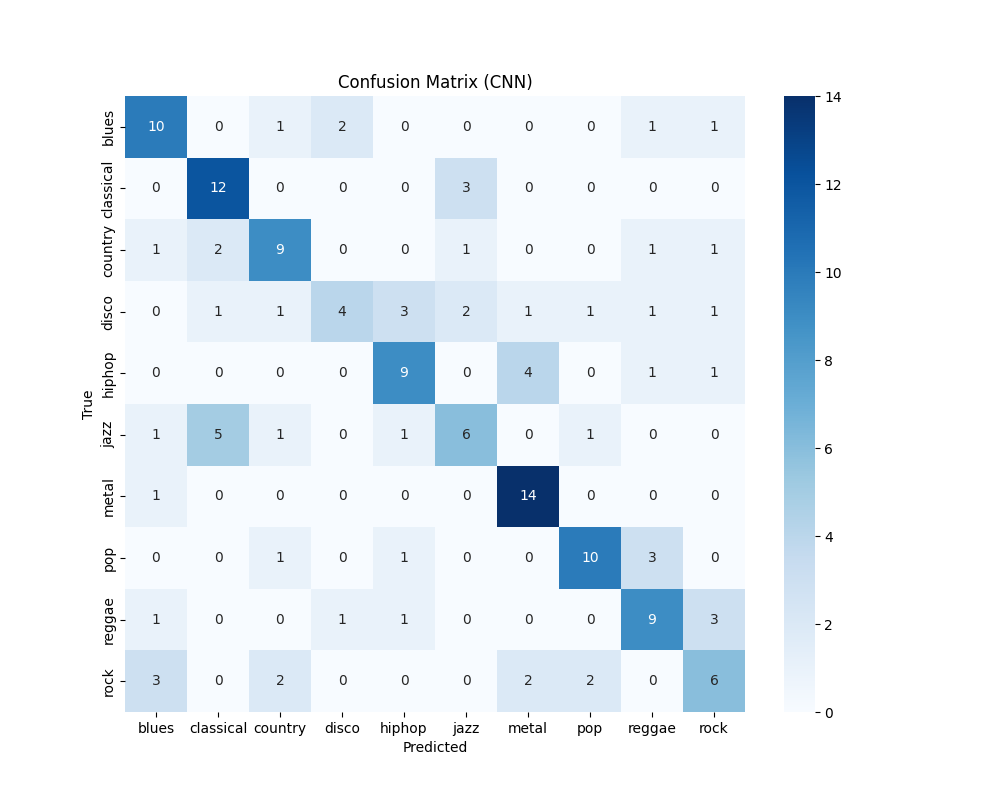 Confusion Matrix (CNN)
True
blues 10 0 1 2 0 0 0 0 1 1
classical 0 12 0 0 0 3 0 0 0 0
country 1 2 9 0 0 1 0 0 1 1
disco 0 1 1 4 3 2 1 1 1 1
hiphop 0 0 0 0 9 0 4 0 1 1
jazz 1 5 1 0 1 6 0 1 0 0
metal 1 0 0 0 0 0 14 0 0 0
pop 0 0 1 0 1 0 0 10 3 0
reggae 1 0 0 1 1 0 0 0 9 3
rock 3 0 2 0 0 0 2 2 0 6
blues classical country disco hiphop jazz metal pop reggae rock
Predicted
14
12
10
8
6
4
2
0